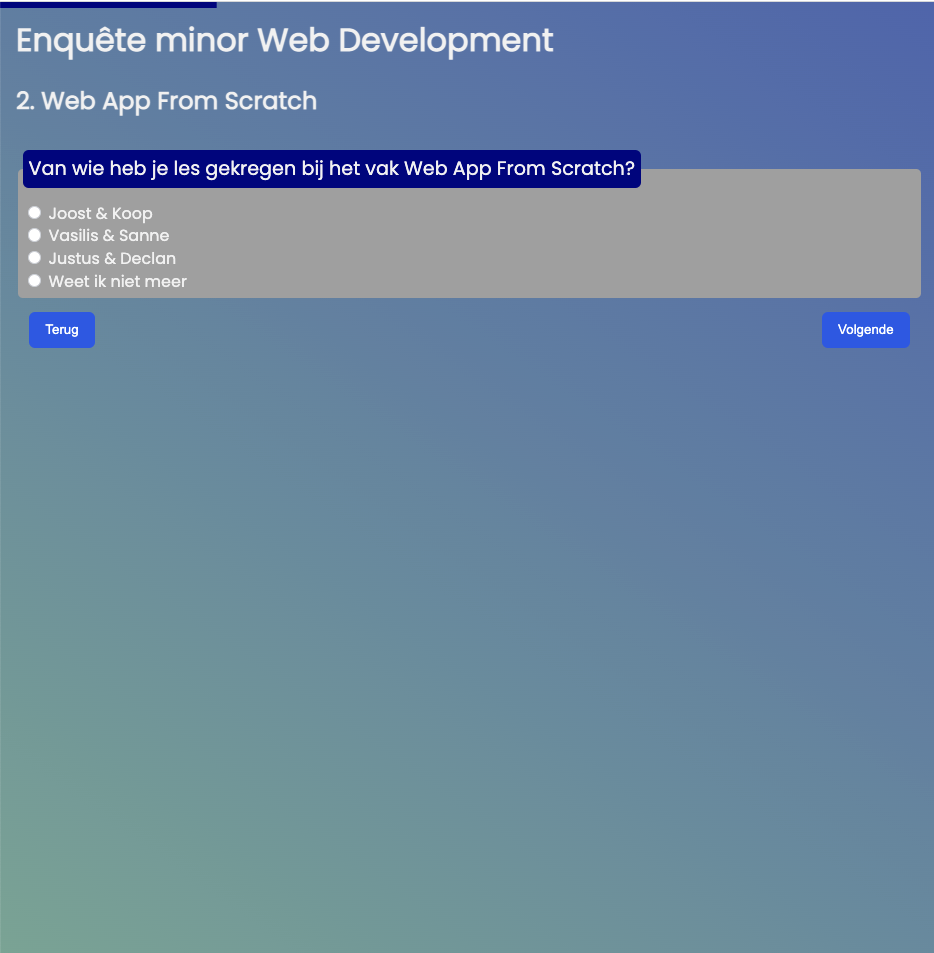 Enquête minor Web Development
2. Web App From Scratch
Van wie heb je les gekregen bij het vak Web App From Scratch?
Joost & Koop
Vasilis & Sanne
Justus & Declan
Weet ik niet meer
Terug
Volgende